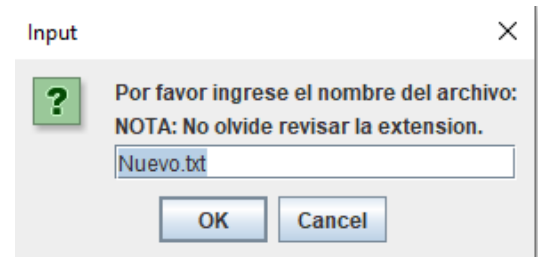 Input
?
Por favor ingrese el nombre del archivo:
NOTA: No olvide revisar la extension.
Nuevo.txt
OK Cancel